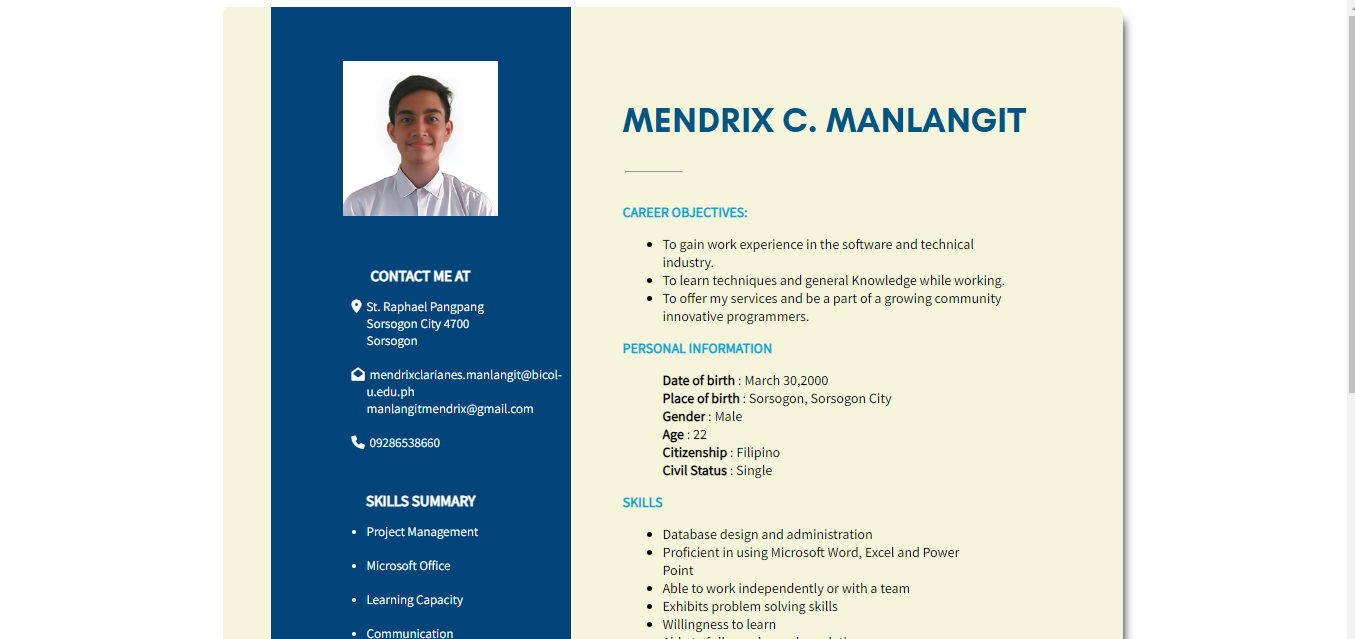 MENDRIX C. MANLANGIT
CONTACT ME AT
St. Raphael Pangpang
Sorsogon City 4700
Sorsogon
mendrixclarianes.manlangit@bicol-
u.edu.ph
manlangitmendrix@gmail.com
09286538660
SKILLS SUMMARY
• Project Management
• Microsoft Office
• Learning Capacity
• Communication
CAREER OBJECTIVES:
• To gain work experience in the software and technical
industry.
• To learn techniques and general Knowledge while working.
• To offer my services and be a part of a growing community
innovative programmers.
PERSONAL INFORMATION
Date of birth : March 30,2000
Place of birth : Sorsogon, Sorsogon City
Gender : Male
Age : 22
Citizenship : Filipino
Civil Status : Single
SKILLS
• Database design and administration
• Proficient in using Microsoft Word, Excel and Power
Point
• Able to work independently or with a team
• Exhibits problem solving skills
• Willingness to learn